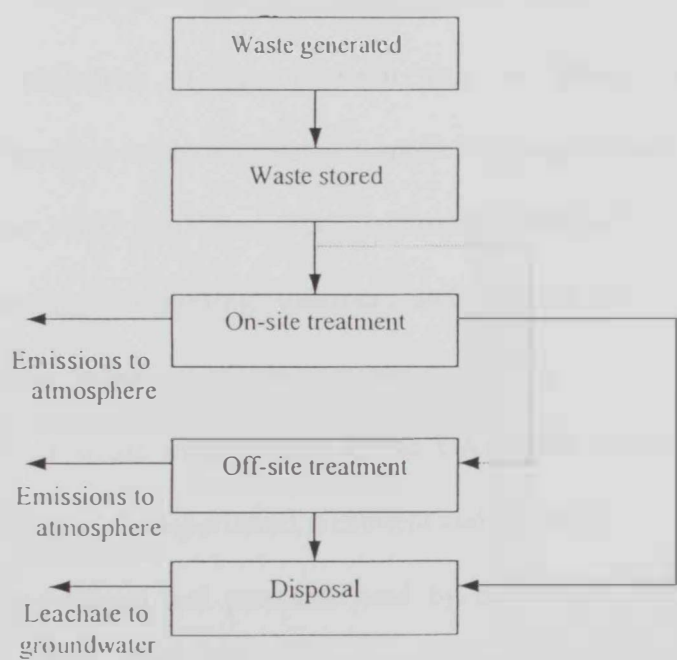 Waste generated
Waste stored
On-site treatment
Emissions to
atmosphere
Off-site treatment
Emissions to
atmosphere
Disposal
Leachate to
groundwater